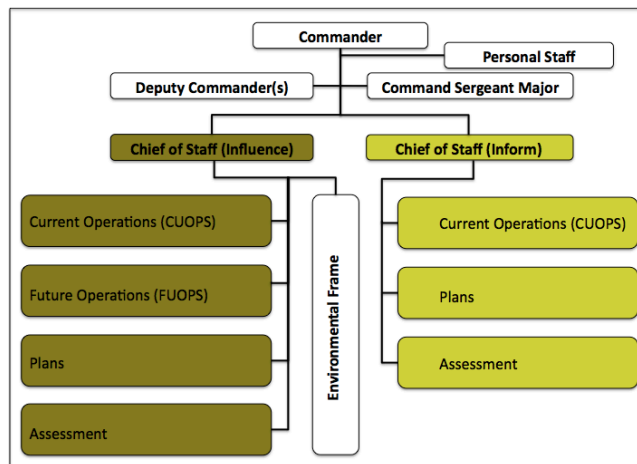 Commander
Personal Staff
Deputy Commander(s)
Command Sergeant Major
Chief of Staff (Influence)
Chief of Staff (Inform)
Current Operations (CUOPS)
Future Operations (FUOPS)
Plans
Assessment
Environmental Frame
Current Operations (CUOPS)
Plans
Assessment